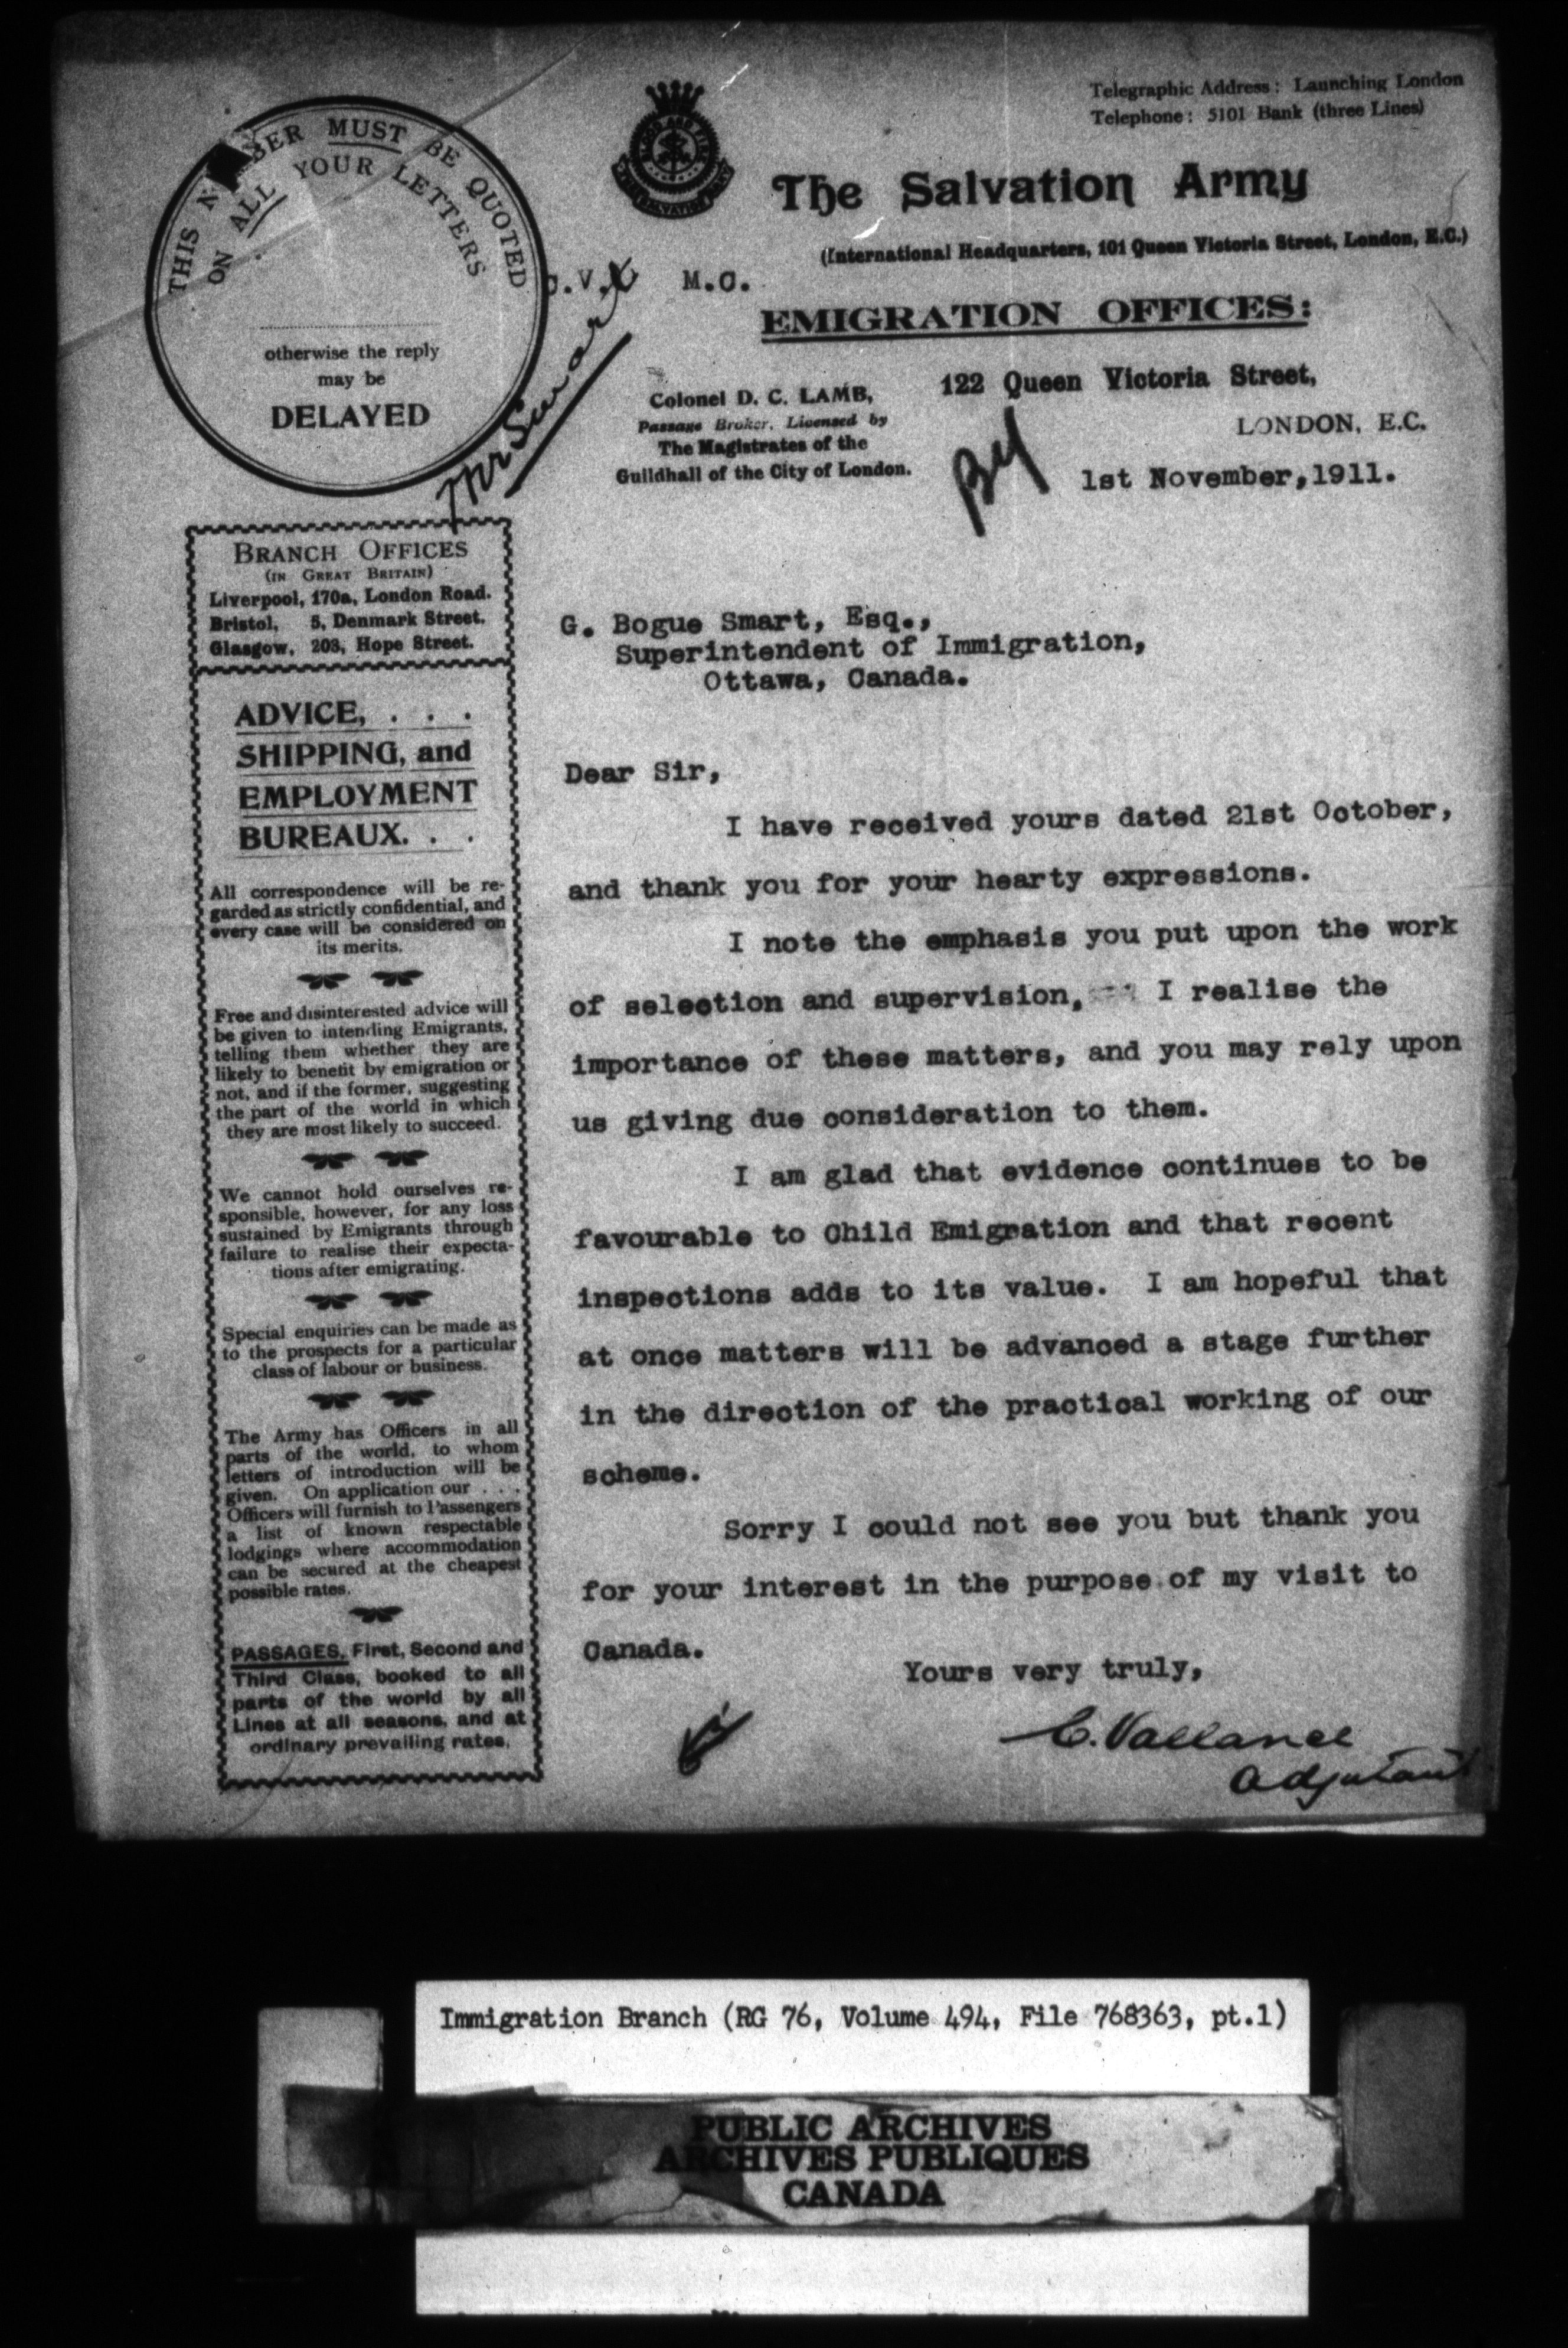 Telegraphic Address: Launching London
Telephone: 5101 Bank (three Lines)
THIS NUMBER MUST BE QUOTED
ON ALL YOUR LETTERS
otherwise the reply
may be
DELAYED
The Salvation Army
(International Headquarters, 101 Queen Victoria Street, London, E.C.)
.V. M.C.
Mr Smart
EMIGRATION OFFICES:
Colonel D. C. LAMB,
Passage Broker, Licensed by
The Magistrates of the
Guildhall of the City of London.
122 Queen Victoria Street,
LONDON, E.C.
1st November, 1911.
BRANCH OFFICES
(IN GREAT BRITAIN)
Liverpool, 170a, London Road.
Bristol, 5, Denmark Street.
Glasgow, 203, Hope Street.
ADVICE, . . .
SHIPPING, and
EMPLOYMENT
BUREAUX. . .
All correspondence will be re-
garded as strictly confidential, and
every case will be considered on
its merits.
Free and disinterested advice will
be given to intending Emigrants,
telling them whether they are
likely to benefit by emigration or
not, and if the former, suggesting
the part of the world in which
they are most likely to succeed.
We cannot hold ourselves re-
sponsible, however, for any loss
sustained by Emigrants through
failure to realise their expecta-
tions after emigrating.
Special enquiries can be made as
to the prospects for a particular
class of labour or business.
The Army has Officers in all
parts of the world, to whom
letters of introduction will be
given. On application our . . .
Officers will furnish to Passengers
a list of known respectable
lodgings where accommodation
can be secured at the cheapest
possible rates.
PASSAGES, First, Second and
Third Class, booked to all
parts of the world by all
Lines at all seasons, and at
ordinary prevailing rates.
G. Bogue Smart, Esq.,
Superintendent of Immigration,
Ottawa, Canada.
Dear Sir,
I have received yours dated 21st October,
and thank you for your hearty expressions.
I note the emphasis you put upon the work
of selection and supervision, I realise the
importance of these matters, and you may rely upon
us giving due consideration to them.
I am glad that evidence continues to be
favourable to Child Emigration and that recent
inspections adds to its value. I am hopeful that
at once matters will be advanced a stage further
in the direction of the practical working of our
scheme.
Sorry I could not see you but thank you
for your interest in the purpose of my visit to
Canada.
Yours very truly,
C. Vallance
Adjutant
Immigration Branch (RG 76, Volume 494, File 768363, pt.1)
PUBLIC ARCHIVES
ARCHIVES PUBLIQUES
CANADA